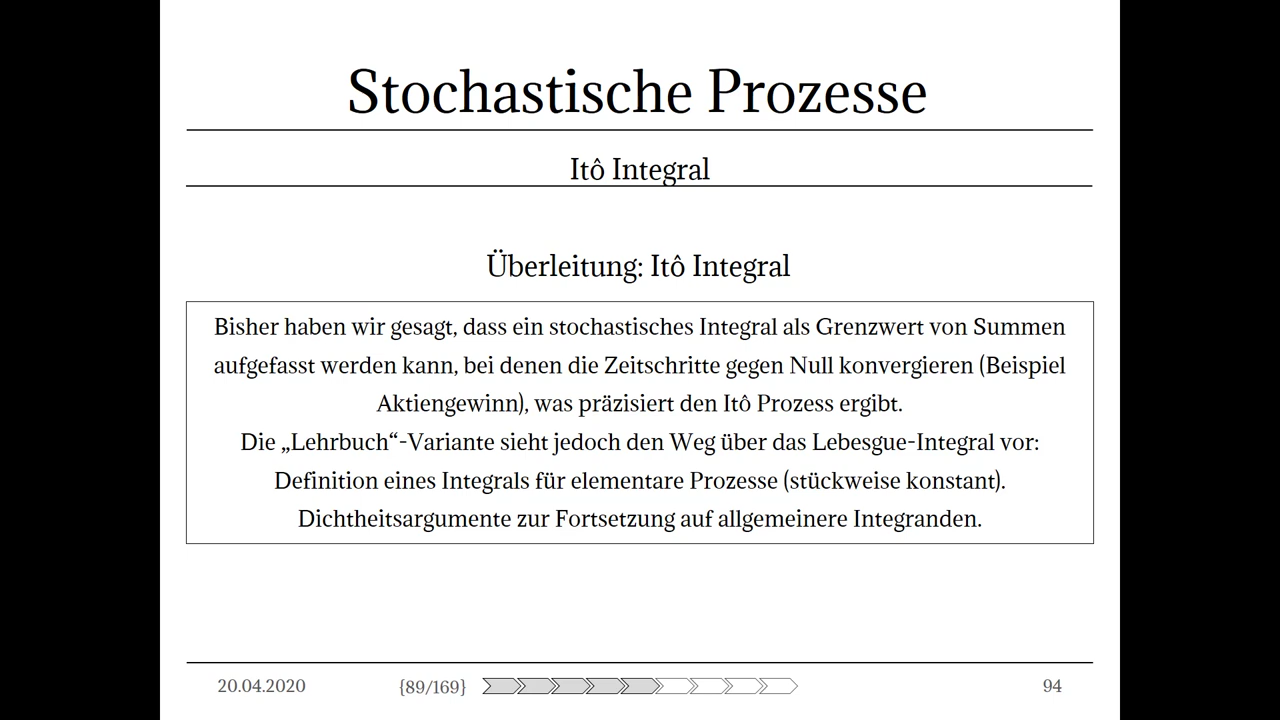 Stochastische Prozesse
Itô Integral
Überleitung: Itô Integral
Bisher haben wir gesagt, dass ein stochastisches Integral als Grenzwert von Summen
aufgefasst werden kann, bei denen die Zeitschritte gegen Null konvergieren (Beispiel
Aktiengewinn), was präzisiert den Itô Prozess ergibt.
Die „Lehrbuch“-Variante sieht jedoch den Weg über das Lebesgue-Integral vor:
Definition eines Integrals für elementare Prozesse (stückweise konstant).
Dichtheitsargumente zur Fortsetzung auf allgemeinere Integranden.
20.04.2020 {89/169} 94